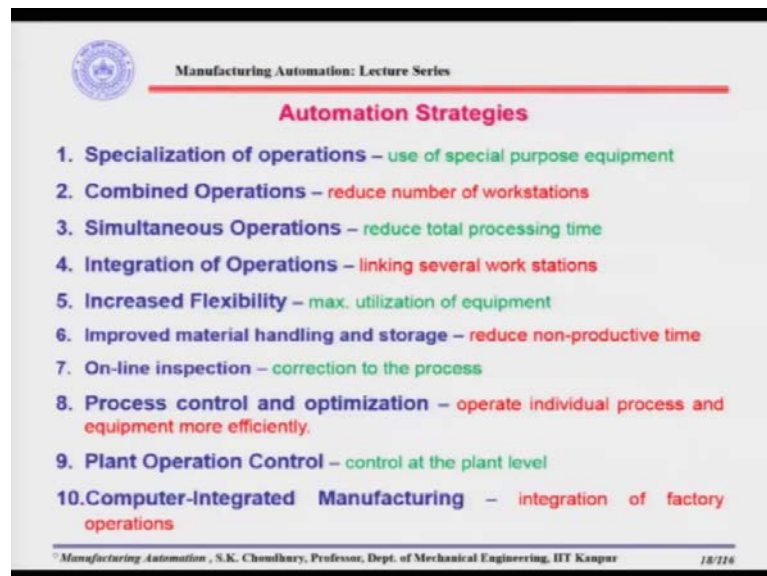 Manufacturing Automation: Lecture Series
Automation Strategies
1. Specialization of operations – use of special purpose equipment
2. Combined Operations – reduce number of workstations
3. Simultaneous Operations – reduce total processing time
4. Integration of Operations – linking several work stations
5. Increased Flexibility – max. utilization of equipment
6. Improved material handling and storage – reduce non-productive time
7. On-line inspection – correction to the process
8. Process control and optimization – operate individual process and
equipment more efficiently.
9. Plant Operation Control – control at the plant level
10.Computer-Integrated Manufacturing – integration of factory
operations
Manufacturing Automation , S.K. Choudhury, Professor, Dept. of Mechanical Engineering, IIT Kanpur 18/116